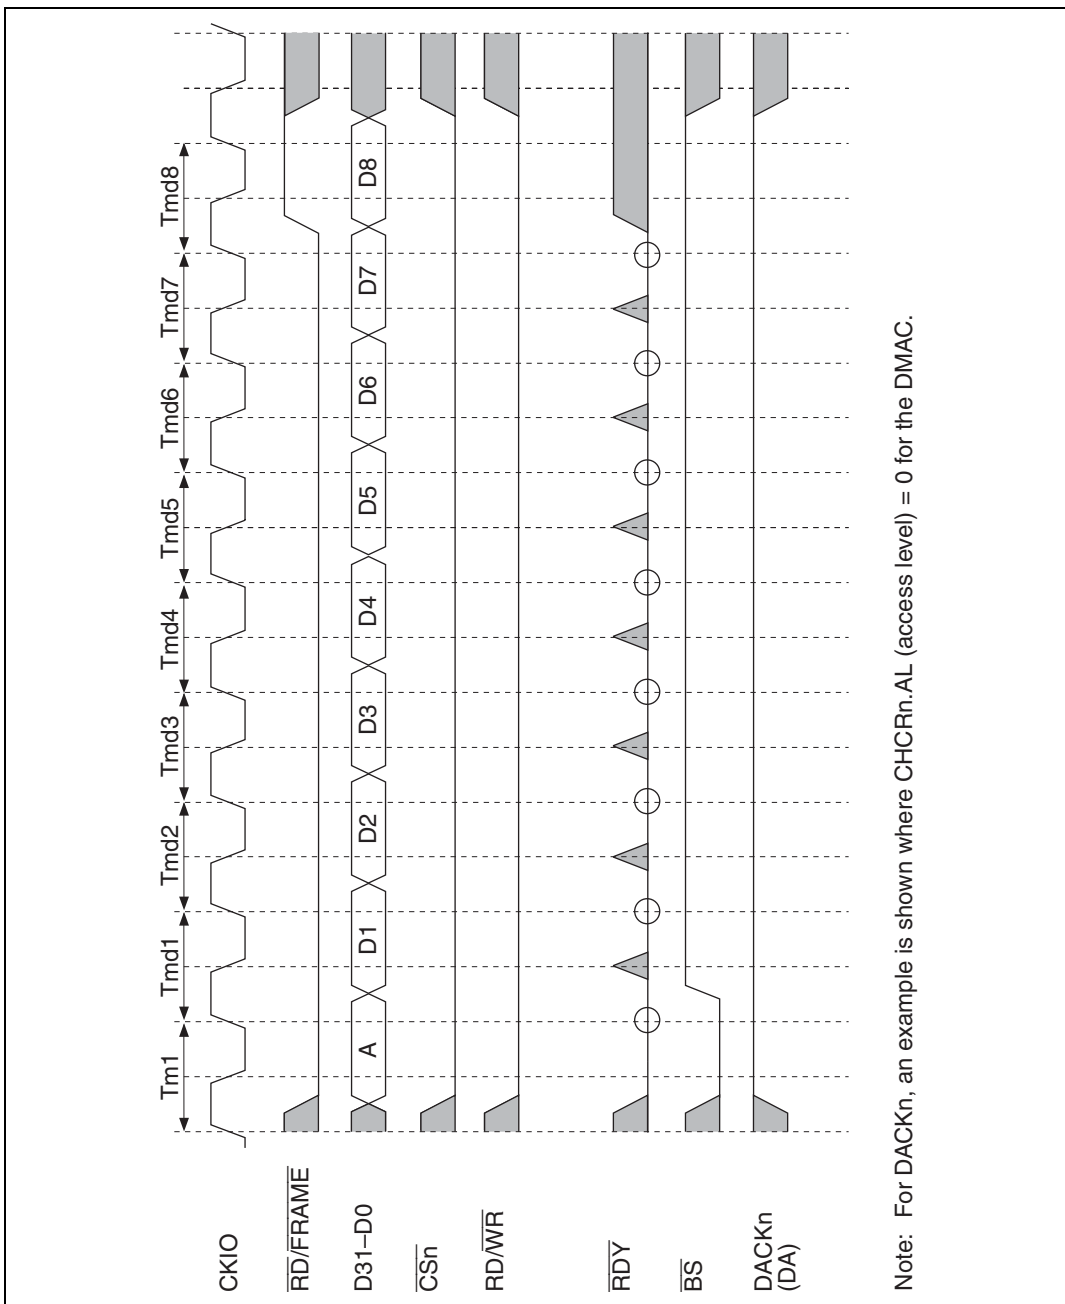 Tm1 Tmd1 Tmd2 Tmd3 Tmd4 Tmd5 Tmd6 Tmd7 Tmd8
CKIO
RD/FRAME
D31–D0 A D1 D2 D3 D4 D5 D6 D7 D8
CSn
RD/WR
RDY
BS
DACKn
(DA)
Note: For DACKn, an example is shown where CHCRn.AL (access level) = 0 for the DMAC.